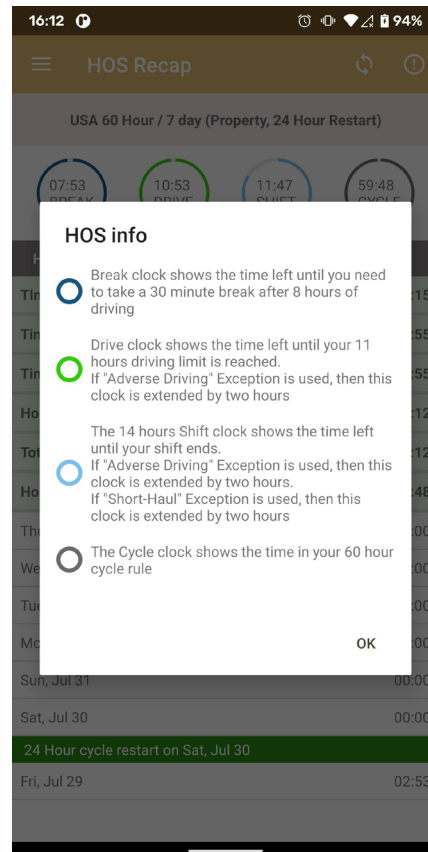 16:12 94%
HOS Recap
USA 60 Hour / 7 day (Property, 24 Hour Restart)
07:53 10:53 11:47 59:48
BREAK DRIVE SHIFT CYCLE
HOS info
Break clock shows the time left until you need
to take a 30 minute break after 8 hours of
driving
Drive clock shows the time left until your 11
hours driving limit is reached.
If "Adverse Driving" Exception is used, then this
clock is extended by two hours
The 14 hours Shift clock shows the time left
until your shift ends.
If "Adverse Driving" Exception is used, then this
clock is extended by two hours.
If "Short-Haul" Exception is used, then this
clock is extended by two hours
The Cycle clock shows the time in your 60 hour
cycle rule
OK
Sun, Jul 31 00:00
Sat, Jul 30 00:00
24 Hour cycle restart on Sat, Jul 30
Fri, Jul 29 02:53